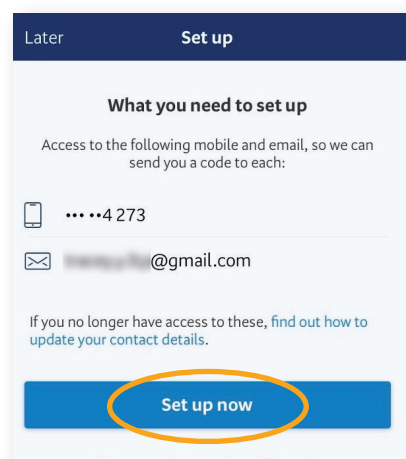 Later Set up
What you need to set up
Access to the following mobile and email, so we can
send you a code to each:
••• ••4 273
@gmail.com
If you no longer have access to these, find out how to
update your contact details.
Set up now